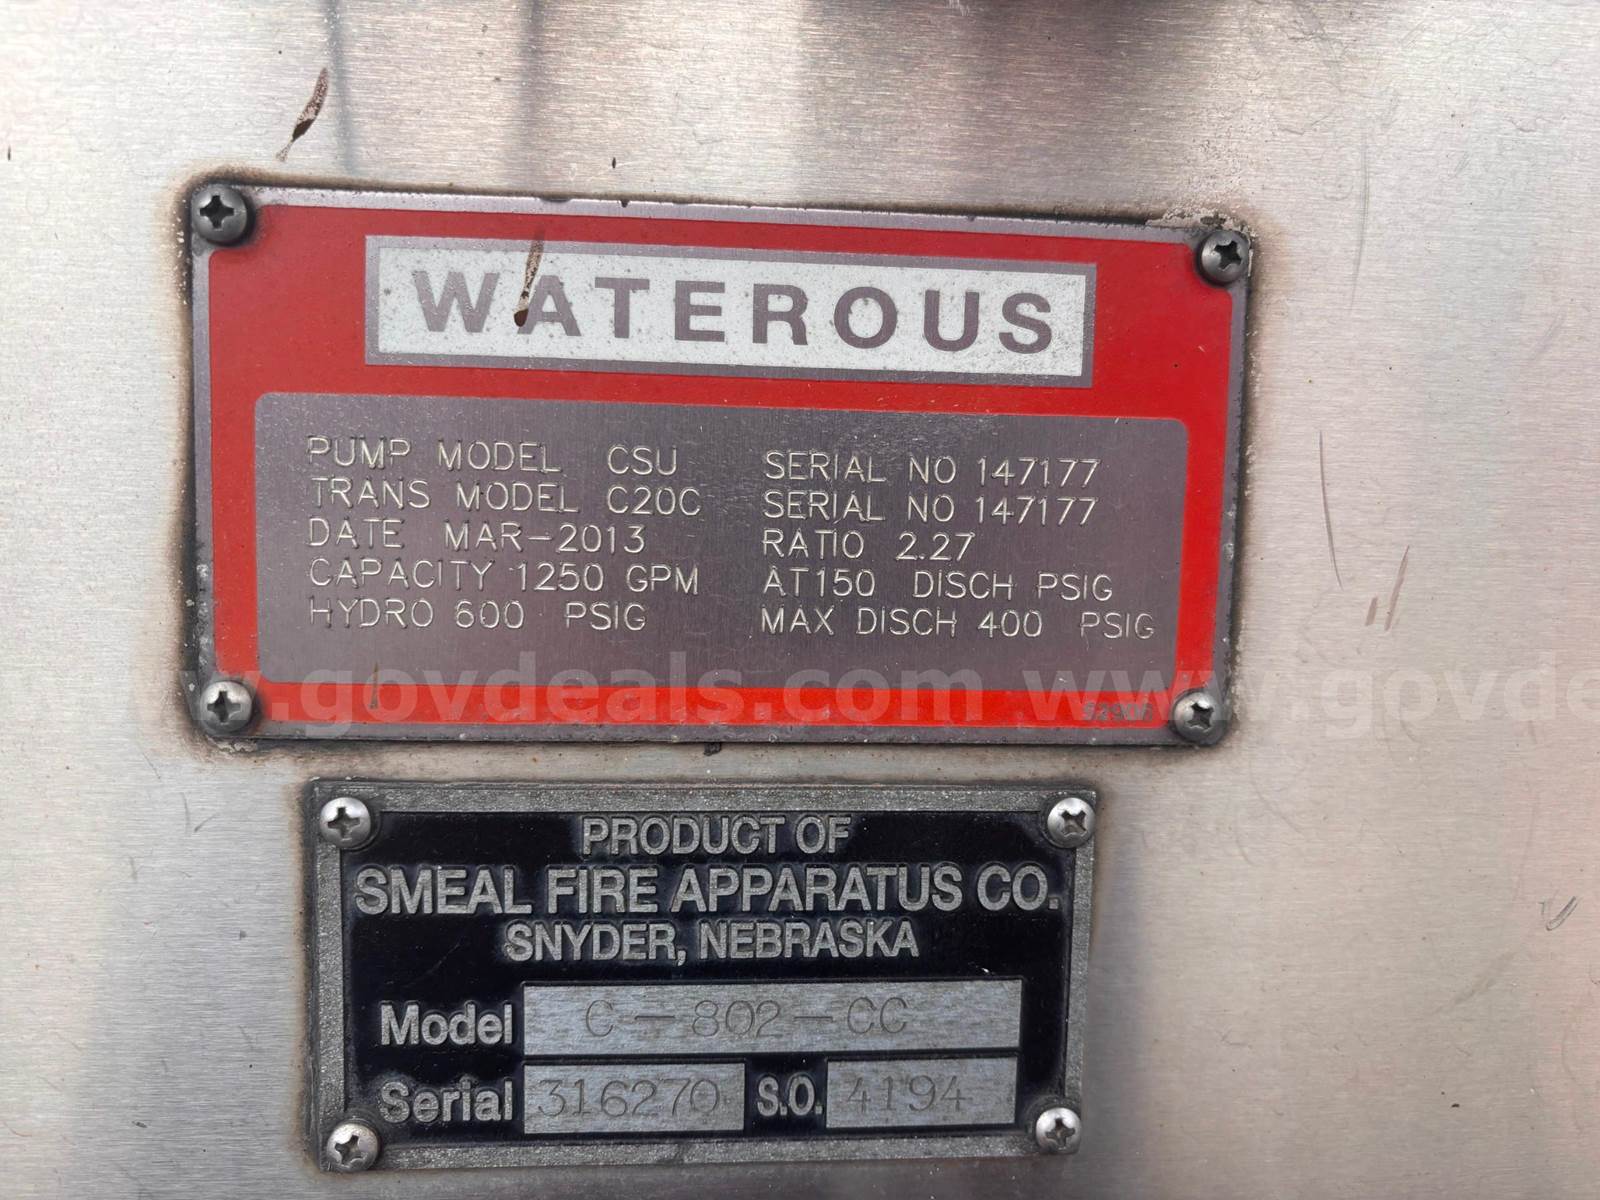 WATEROUS
PUMP MODEL CSU SERIAL NO 147177
TRANS MODEL C20C SERIAL NO 147177
DATE MAR-2013 RATIO 2.27
CAPACITY 1250 GPM AT150 DISCH PSIG
HYDRO 600 PSIG MAX DISCH 400 PSIG
www.govdeals.com www.govde
PRODUCT OF
SMEAL FIRE APPARATUS CO.
SNYDER, NEBRASKA
Model C-802-CC
Serial 316270 S.O. 4194